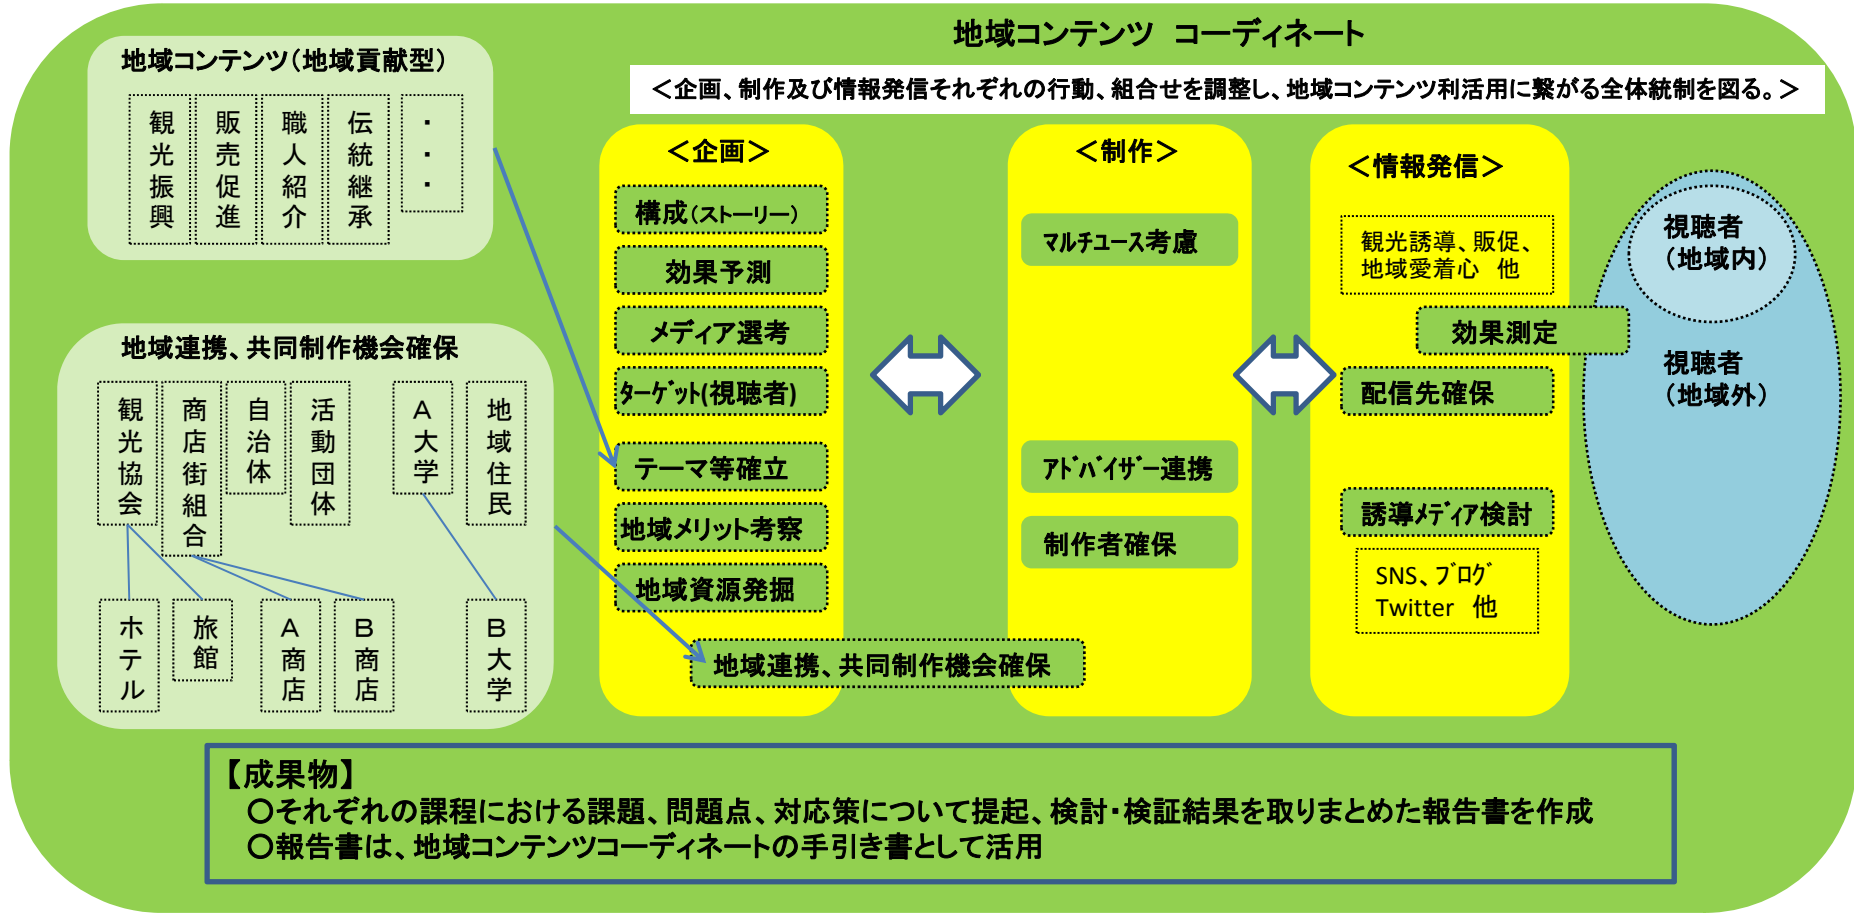 地域コンテンツ コーディネート
＜企画、制作及び情報発信それぞれの行動、組合せを調整し、地域コンテンツ利活用に繋がる全体統制を図る。＞
地域コンテンツ（地域貢献型）
観光振興
販売促進
職人紹介
伝統継承
・・・
地域連携、共同制作機会確保
観光協会
商店街組合
自治体
活動団体
A大学
地域住民
ホテル
旅館
A商店
B商店
B大学
＜企画＞
構成（ストーリー）
効果予測
メディア選考
ﾀｰｹﾞｯﾄ(視聴者)
テーマ等確立
地域メリット考察
地域資源発掘
地域連携、共同制作機会確保
＜制作＞
ﾏﾙﾁﾕｰｽ考慮
ｱﾄﾞﾊﾞｲｻﾞｰ連携
制作者確保
＜情報発信＞
観光誘導、販促、
地域愛着心 他
効果測定
配信先確保
誘導ﾒﾃﾞｨｱ検討
SNS、ﾌﾞﾛｸﾞ
Twitter 他
視聴者
（地域内）
視聴者
（地域外）
【成果物】
○それぞれの課程における課題、問題点、対応策について提起、検討・検証結果を取りまとめた報告書を作成
○報告書は、地域コンテンツコーディネートの手引き書として活用